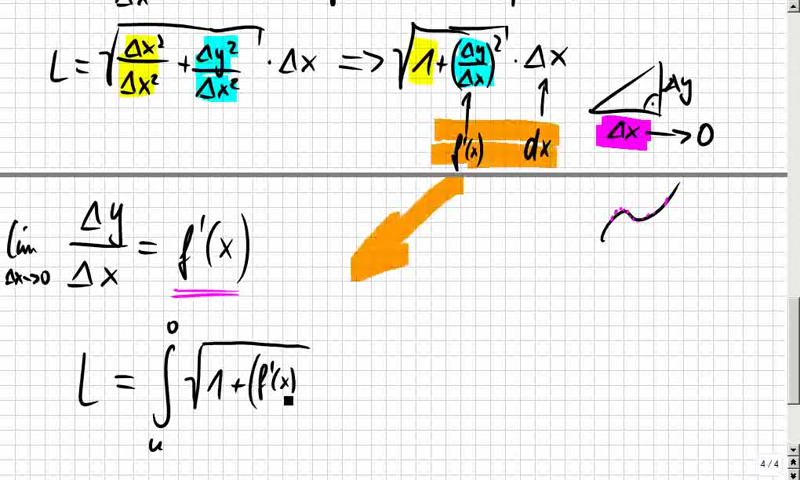 L = √(Δx²/Δx² + Δy²/Δx²) · Δx => √(1 + (Δy/Δx)²) · Δx
Δy
Δx → 0
f'(x) dx
lim Δx→0 Δy/Δx = f'(x)
L = ∫ u o √(1 + (f'(x)
4 / 4